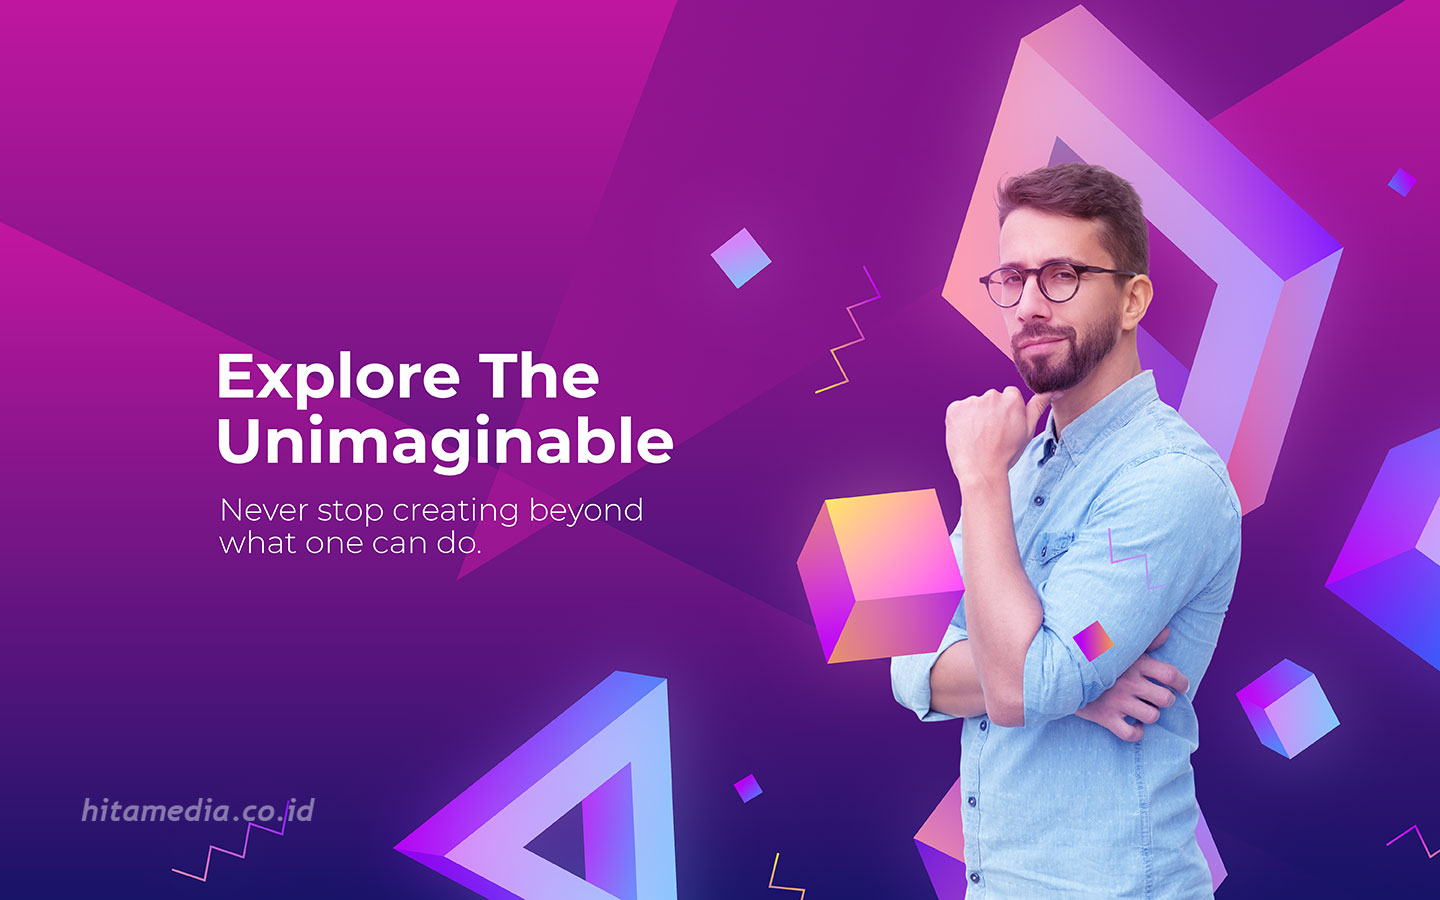 Explore The
Unimaginable
Never stop creating beyond
what one can do.
hitamedia.co.id